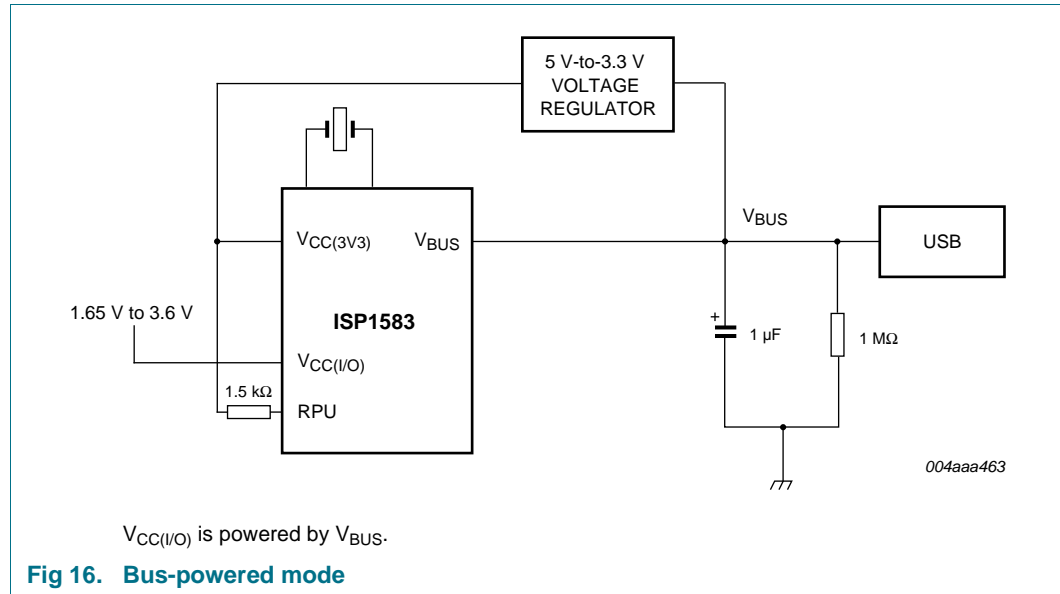 5 V-to-3.3 V
VOLTAGE
REGULATOR
VCC(3V3)
VBUS
VBUS
USB
1.65 V to 3.6 V
ISP1583
+
1 µF
1 MΩ
VCC(I/O)
1.5 kΩ
RPU
004aaa463
VCC(I/O) is powered by VBUS.
Fig 16. Bus-powered mode